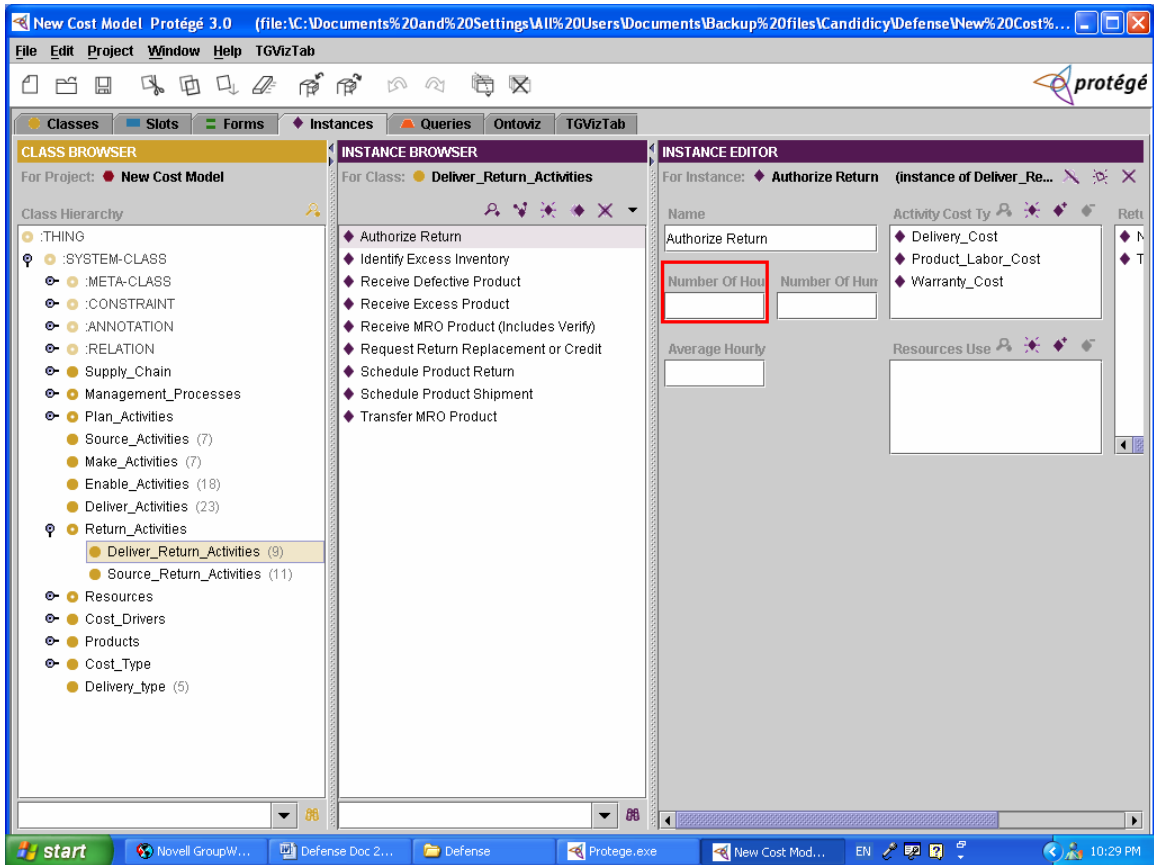 New Cost Model Protégé 3.0 (file:\C:\Documents%20and%20Settings\All%20Users\Documents\Backup%20files\Candidicy\Defense\New%20Cost%...
File Edit Project Window Help TGVizTab
protégé
Classes Slots Forms Instances Queries Ontoviz TGVizTab
CLASS BROWSER
For Project: New Cost Model
Class Hierarchy
:THING
:SYSTEM-CLASS
:META-CLASS
:CONSTRAINT
:ANNOTATION
:RELATION
Supply_Chain
Management_Processes
Plan_Activities
Source_Activities (7)
Make_Activities (7)
Enable_Activities (18)
Deliver_Activities (23)
Return_Activities
Deliver_Return_Activities (9)
Source_Return_Activities (11)
Resources
Cost_Drivers
Products
Cost_Type
Delivery_type (5)
INSTANCE BROWSER
For Class: Deliver_Return_Activities
Authorize Return
Identify Excess Inventory
Receive Defective Product
Receive Excess Product
Receive MRO Product (Includes Verify)
Request Return Replacement or Credit
Schedule Product Return
Schedule Product Shipment
Transfer MRO Product
INSTANCE EDITOR
For Instance: Authorize Return (instance of Deliver_Re...
Name
Authorize Return
Number Of Hou Number Of Hum
Average Hourly
Activity Cost Ty
Delivery_Cost
Product_Labor_Cost
Warranty_Cost
Resources Use
Retu
N
T
start Novell GroupW... Defense Doc 2... Defense Protege.exe New Cost Mod... EN 10:29 PM